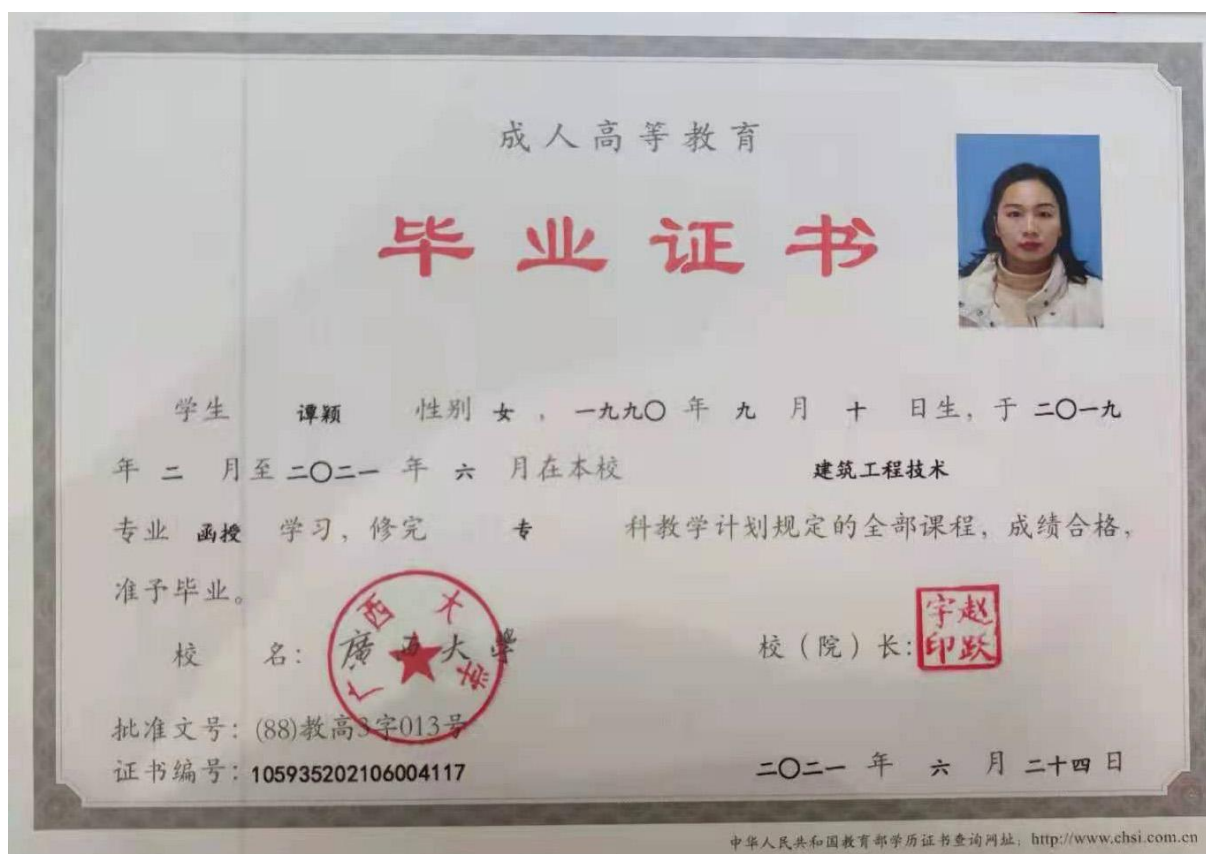 成人高等教育
毕业证书
学生 谭颖 性别 女 , 一九九〇 年 九 月 十 日生, 于 二〇一九
年 二 月至 二〇二一 年 六 月在本校 建筑工程技术
专业 函授 学习, 修完 专 科教学计划规定的全部课程, 成绩合格,
准予毕业。
校 名: 廣西大學
广西大学
校(院)长: 赵跃宇印
批准文号: (88)教高3字013号
证书编号: 105935202106004117
二〇二一 年 六 月 二十四 日
中华人民共和国教育部学历证书查询网址: http://www.chsi.com.cn